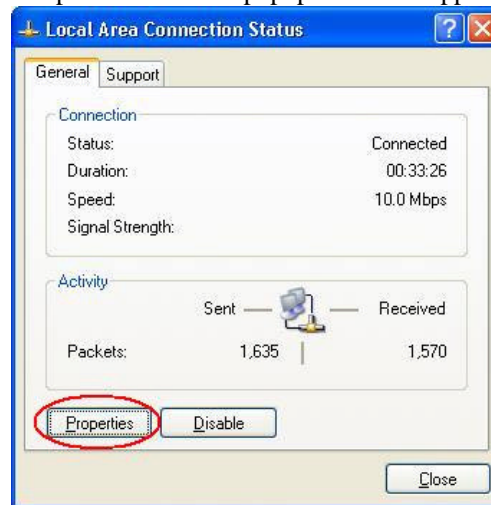 Local Area Connection Status
General Support
Connection
Status: Connected
Duration: 00:33:26
Speed: 10.0 Mbps
Signal Strength:
Activity
Sent — — Received
Packets: 1,635 | 1,570
Properties Disable
Close